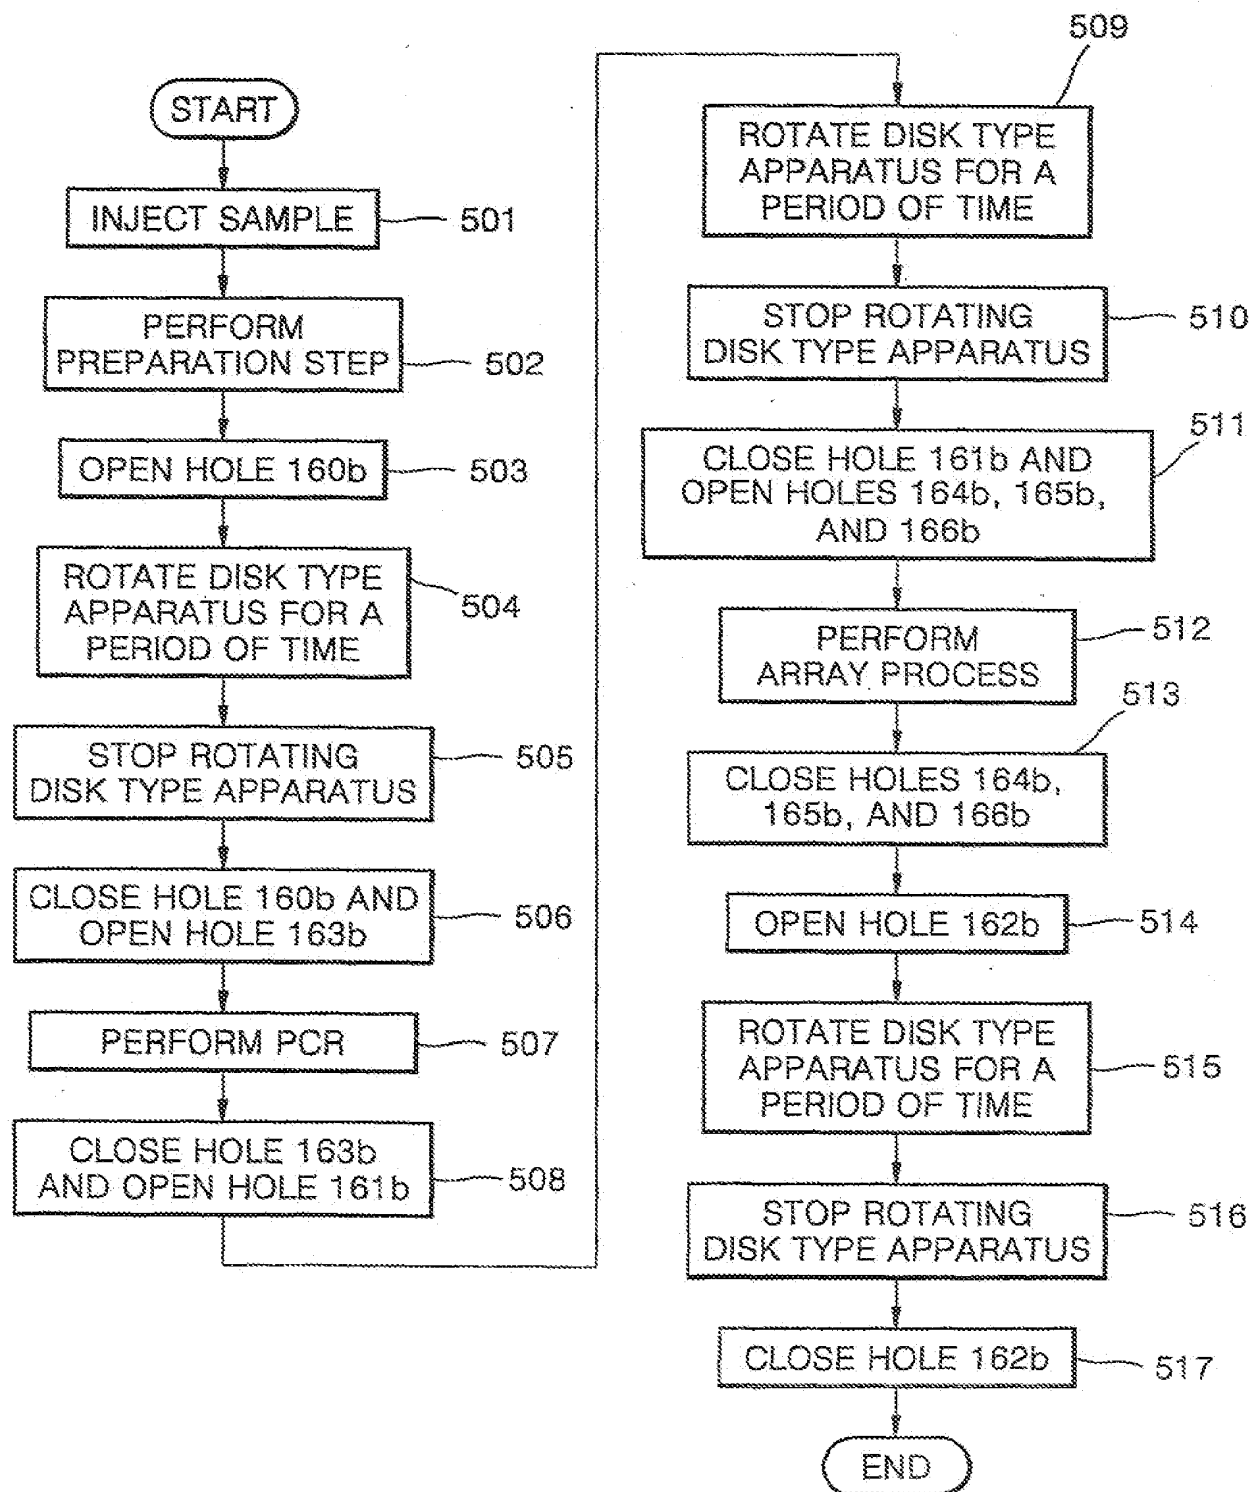 START
INJECT SAMPLE
501
PERFORM
PREPARATION STEP
502
OPEN HOLE 160b
503
ROTATE DISK TYPE
APPARATUS FOR A
PERIOD OF TIME
504
STOP ROTATING
DISK TYPE APPARATUS
505
CLOSE HOLE 160b AND
OPEN HOLE 163b
506
PERFORM PCR
507
CLOSE HOLE 163b
AND OPEN HOLE 161b
508
509
ROTATE DISK TYPE
APPARATUS FOR A
PERIOD OF TIME
STOP ROTATING
DISK TYPE APPARATUS
510
511
CLOSE HOLE 161b AND
OPEN HOLES 164b, 165b,
AND 166b
PERFORM
ARRAY PROCESS
512
513
CLOSE HOLES 164b,
165b, AND 166b
OPEN HOLE 162b
514
ROTATE DISK TYPE
APPARATUS FOR A
PERIOD OF TIME
515
STOP ROTATING
DISK TYPE APPARATUS
516
CLOSE HOLE 162b
517
END